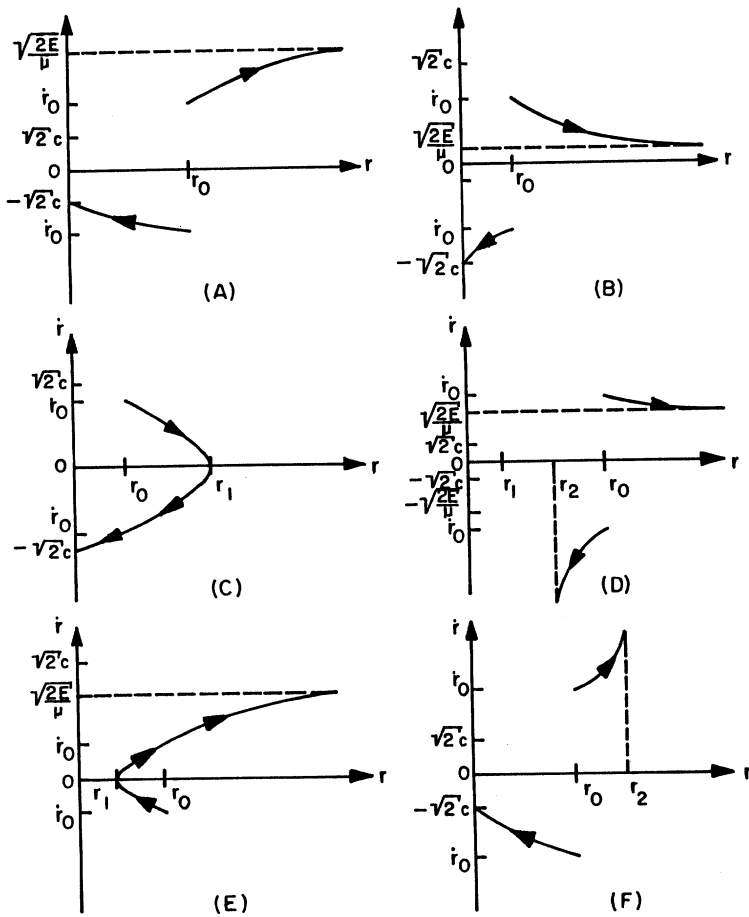 √2E/μ
ṙ₀
√2 c
0
-√2 c
ṙ₀
r₀
r
(A)
√2 c
ṙ₀
√2E/μ
0
ṙ₀
-√2 c
r₀
r
(B)
ṙ
√2 c
ṙ₀
0
ṙ₀
-√2 c
r₀
r₁
r
(C)
ṙ
ṙ₀
√2E/μ
√2 c
0
-√2 c
-√2E/μ
ṙ₀
r₁
r₂
r₀
r
(D)
ṙ
√2 c
√2E/μ
ṙ₀
0
ṙ₀
r₁
r₀
r
(E)
ṙ
ṙ₀
√2 c
0
-√2 c
ṙ₀
r₀
r₂
r
(F)